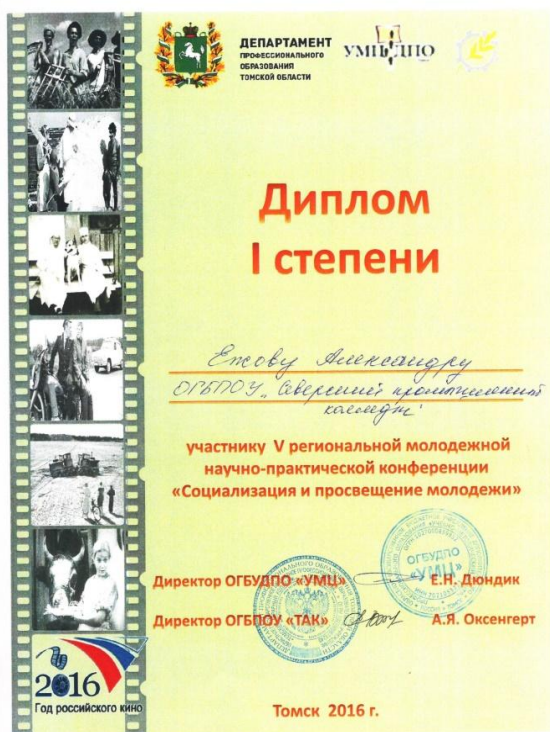 ДЕПАРТАМЕНТ
ПРОФЕССИОНАЛЬНОГО
ОБРАЗОВАНИЯ
ТОМСКОЙ ОБЛАСТИ
УМЦ ДПО
Диплом
I степени
Ежову Александру
ОГБПОУ „Северский промышленный
колледж"
участнику V региональной молодежной
научно-практической конференции
«Социализация и просвещение молодежи»
ОГБУДПО
«УМЦ»
Директор ОГБУДПО «УМЦ»
Е.Н. Дюндик
Директор ОГБПОУ «ТАК»
А.Я. Оксенгерт
2016
Год российского кино
Томск 2016 г.